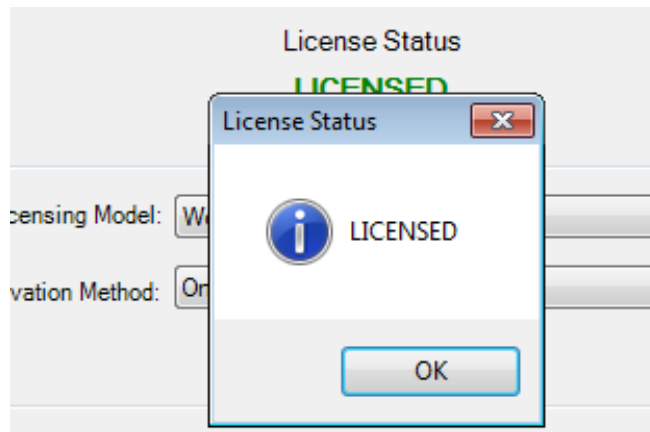 License Status
LICENSED
License Status
LICENSED
censing Model:
vation Method:
OK